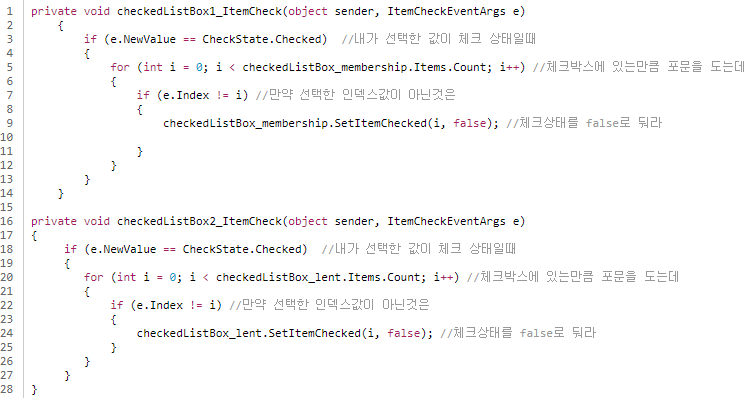 1 private void checkedListBox1_ItemCheck(object sender, ItemCheckEventArgs e)
2 {
3 if (e.NewValue == CheckState.Checked) //내가 선택한 값이 체크 상태일때
4 {
5 for (int i = 0; i < checkedListBox_membership.Items.Count; i++) //체크박스에 있는만큼 포문을 도는데
6 {
7 if (e.Index != i) //만약 선택한 인덱스값이 아닌것은
8 {
9 checkedListBox_membership.SetItemChecked(i, false); //체크상태를 false로 둬라
10
11 }
12 }
13 }
14 }
15
16 private void checkedListBox2_ItemCheck(object sender, ItemCheckEventArgs e)
17 {
18 if (e.NewValue == CheckState.Checked) //내가 선택한 값이 체크 상태일때
19 {
20 for (int i = 0; i < checkedListBox_lent.Items.Count; i++) //체크박스에 있는만큼 포문을 도는데
21 {
22 if (e.Index != i) //만약 선택한 인덱스값이 아닌것은
23 {
24 checkedListBox_lent.SetItemChecked(i, false); //체크상태를 false로 둬라
25 }
26 }
27 }
28 }